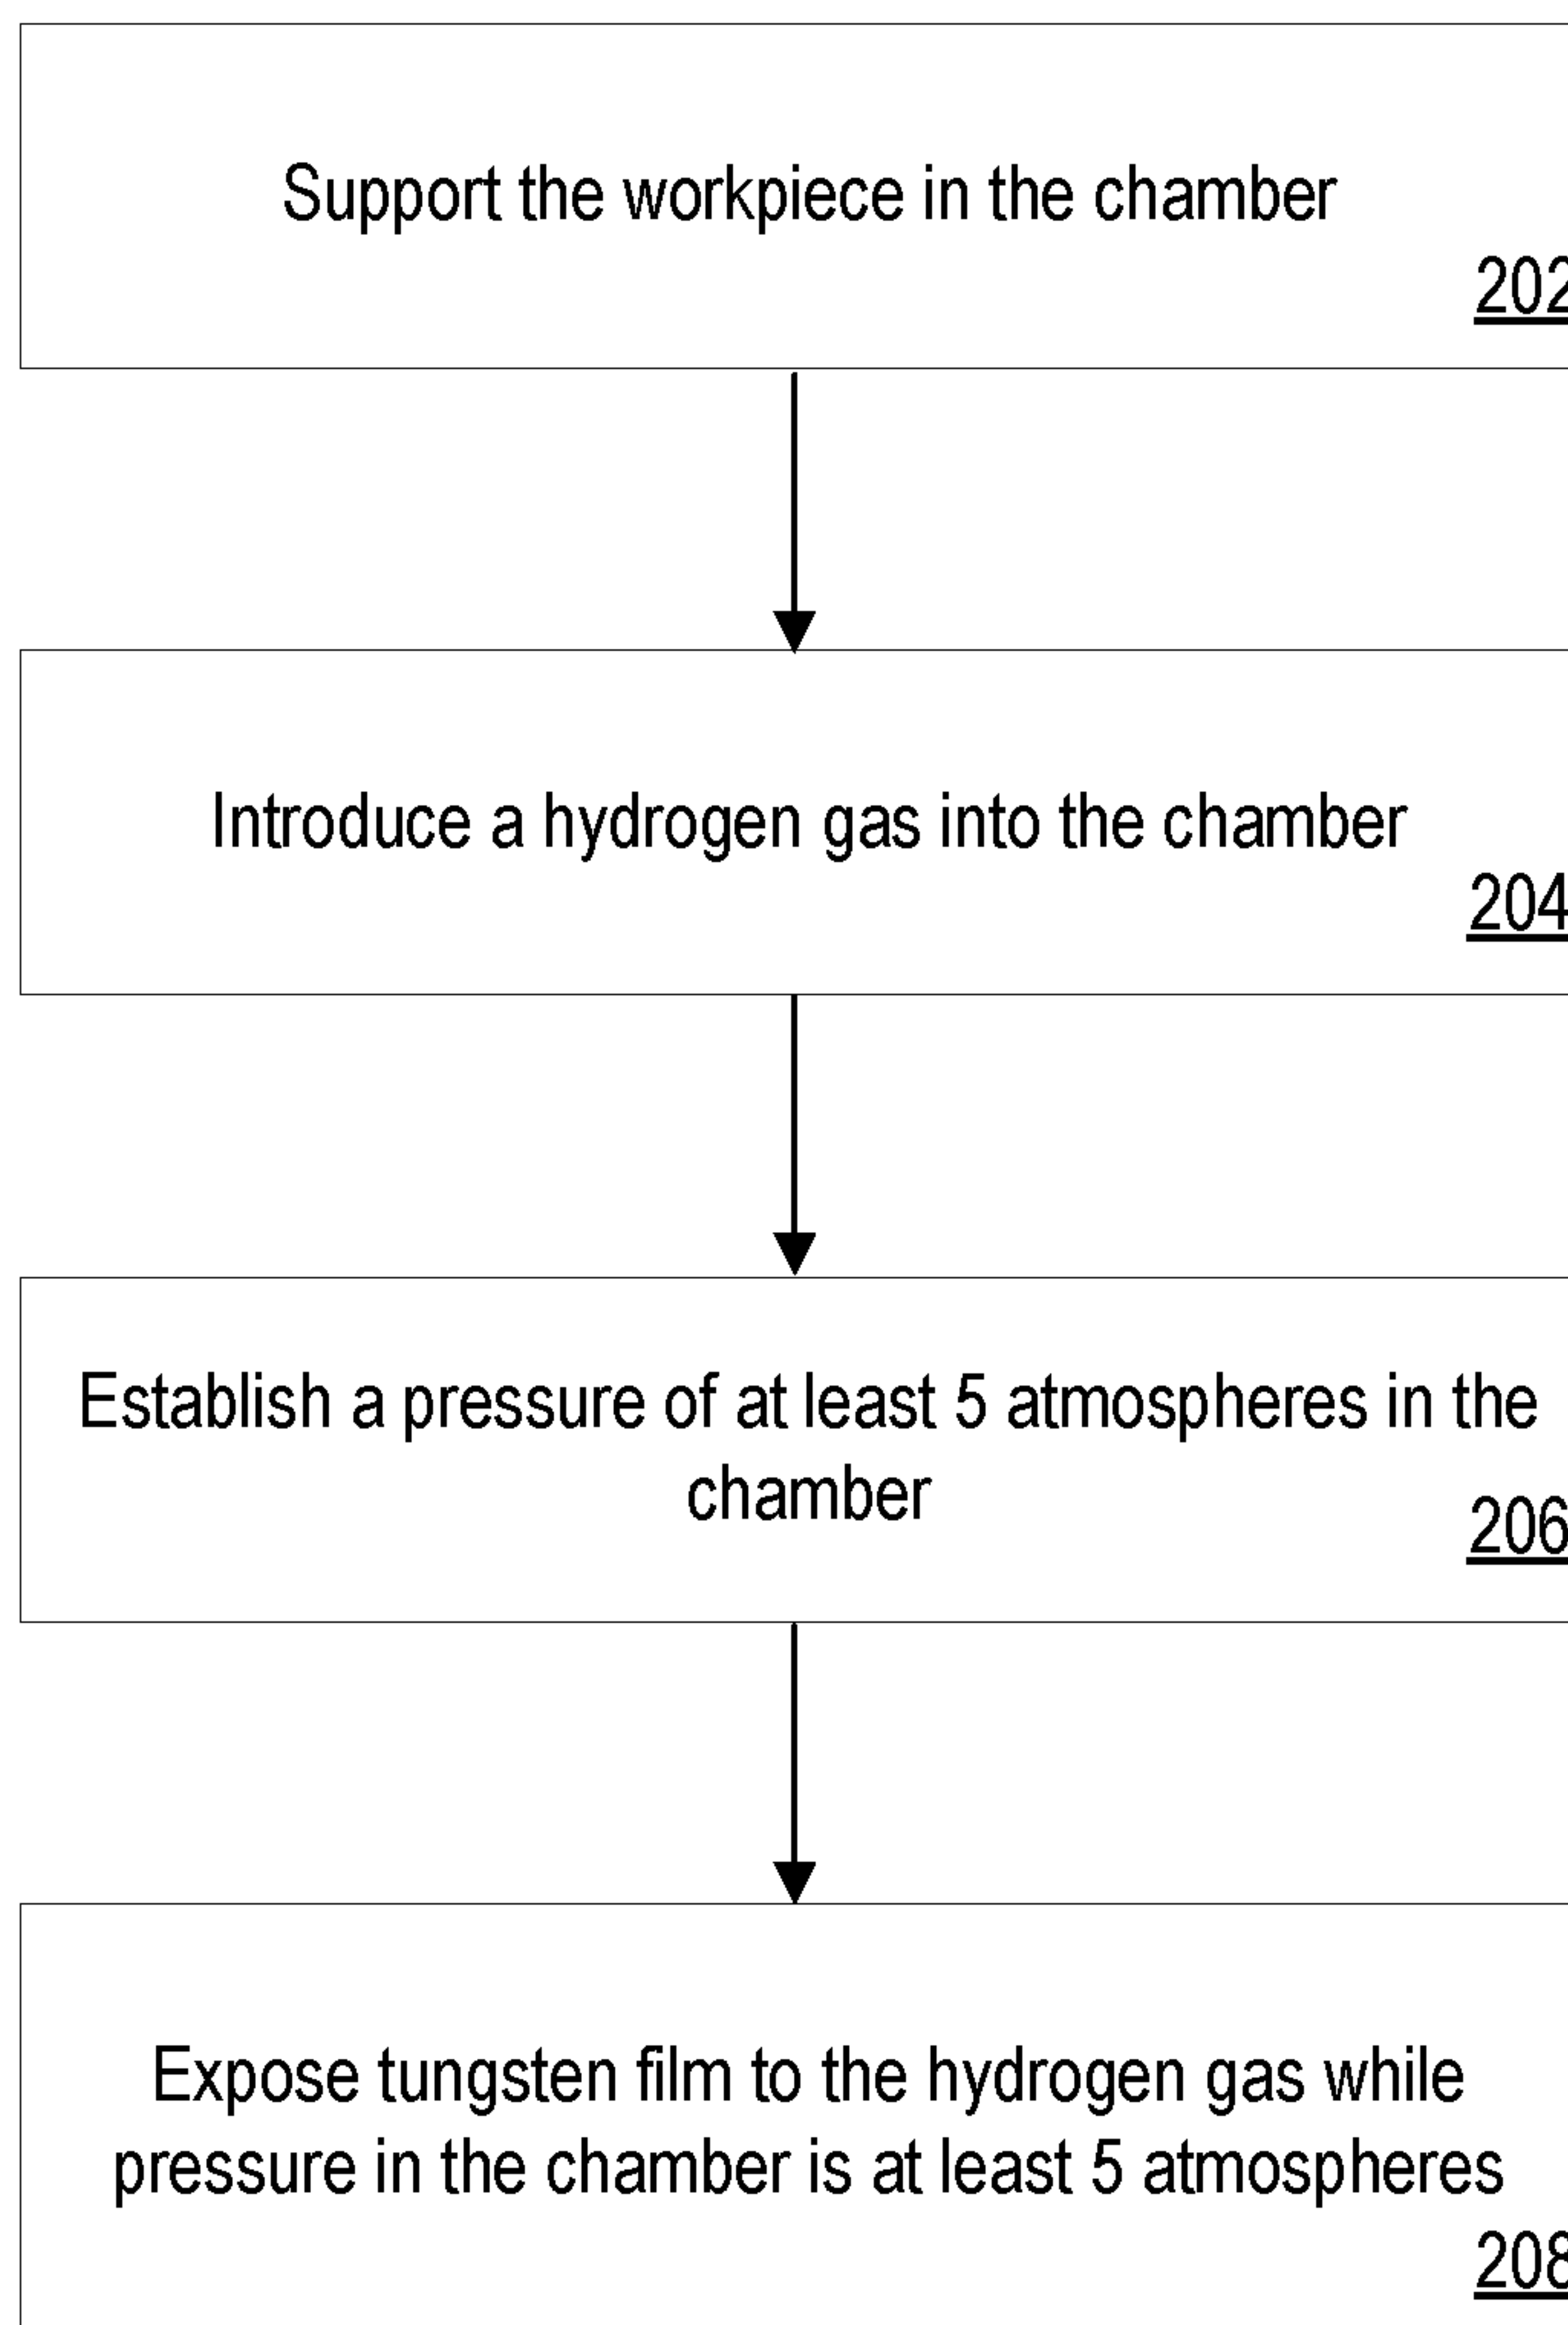 Support the workpiece in the chamber
202
Introduce a hydrogen gas into the chamber
204
Establish a pressure of at least 5 atmospheres in the
chamber
206
Expose tungsten film to the hydrogen gas while
pressure in the chamber is at least 5 atmospheres
208